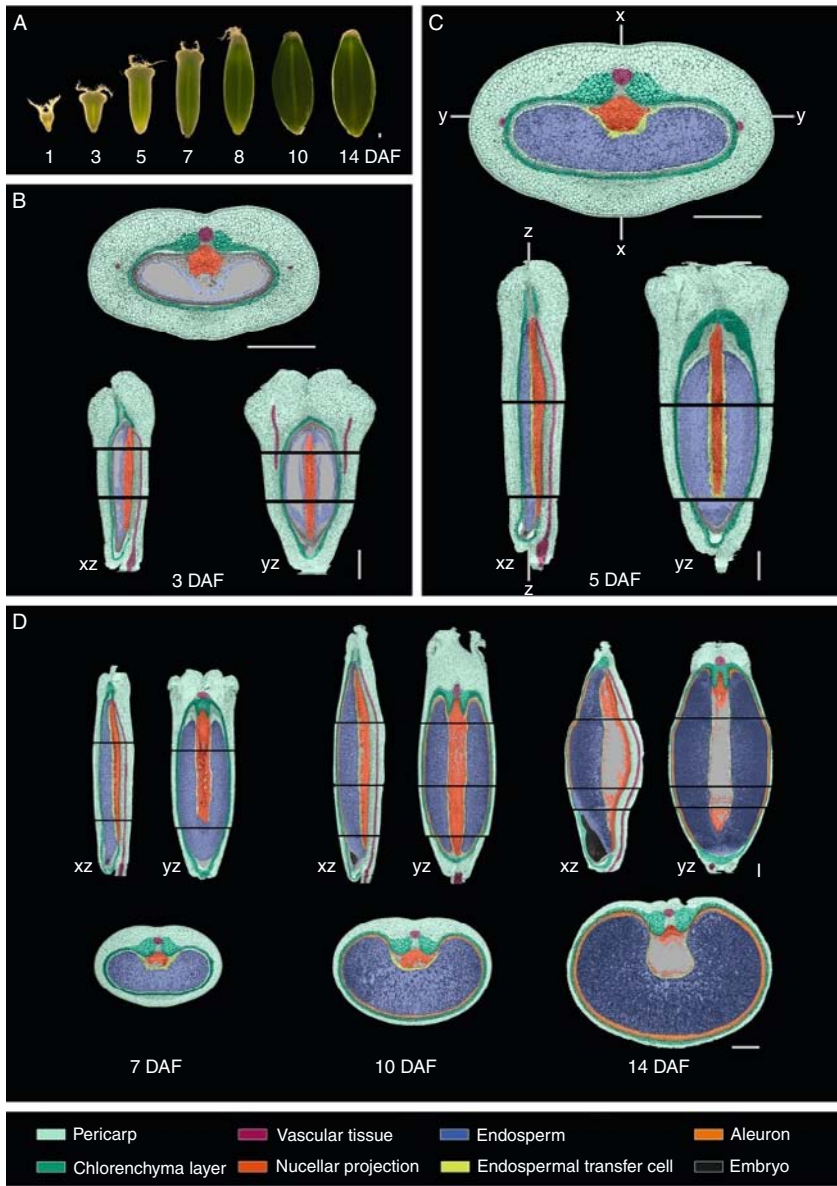 A
1 3 5 7 8 10 14 DAF
B
xz yz
3 DAF
C
x
y y
x
z
xz yz
z
5 DAF
D
xz yz xz yz xz yz
7 DAF 10 DAF 14 DAF
Pericarp Vascular tissue Endosperm Aleuron
Chlorenchyma layer Nucellar projection Endospermal transfer cell Embryo